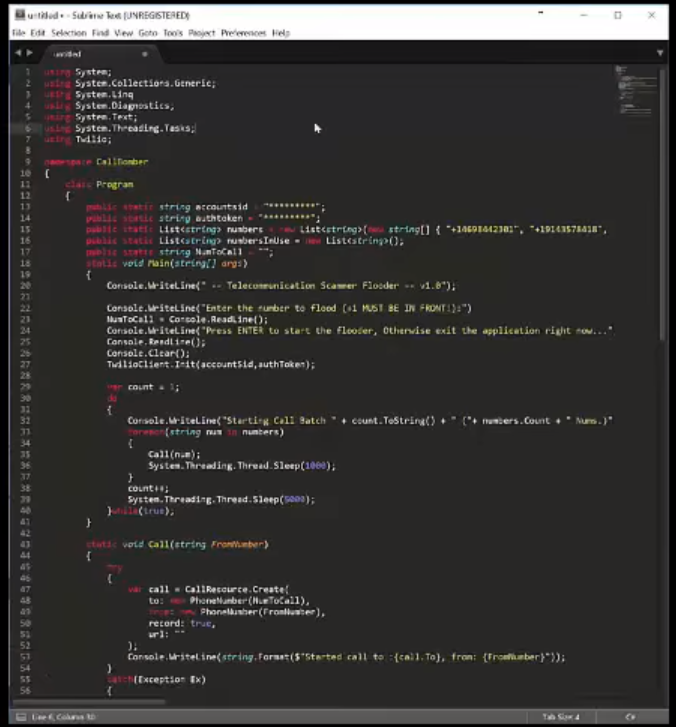 untitled • - Sublime Text (UNREGISTERED)
File Edit Selection Find View Goto Tools Project Preferences Help
untitled
1 using System;
2 using System.Collections.Generic;
3 using System.Linq
4 using System.Diagnostics;
5 using System.Text;
6 using System.Threading.Tasks;
7 using Twilio;
8
9 namespace CallBomber
10 {
11 class Program
12 {
13 public static string accountsid = "*********";
14 public static string authtoken = "*********";
15 public static List<string> numbers = new List<string>(new string[] { "+14698442301", "+19143578418",
16 public static List<string> numbersInUse = new List<string>();
17 public static string NumToCall = "";
18 static void Main(string[] args)
19 {
20 Console.WriteLine(" -- Telecommunication Scammer Flooder -- v1.0");
21
22 Console.WriteLine("Enter the number to flood (+1 MUST BE IN FRONT!):")
23 NumToCall = Console.ReadLine();
24 Console.WriteLine("Press ENTER to start the flooder, Otherwise exit the application right now..."
25 Console.ReadLine();
26 Console.Clear();
27 TwilioClient.Init(accountSid,authToken);
28
29 var count = 1;
30 do
31 {
32 Console.WriteLine("Starting Call Batch " + count.ToString() + " ("+ numbers.Count + " Nums.)"
33 foreach(string num in numbers)
34 {
35 Call(num);
36 System.Threading.Thread.Sleep(1000);
37 }
38 count++;
39 System.Threading.Thread.Sleep(5000);
40 }while(true);
41 }
42
43 static void Call(string FromNumber)
44 {
45 try
46 {
47 var call = CallResource.Create(
48 to: new PhoneNumber(NumToCall),
49 from: new PhoneNumber(FromNumber),
50 record: true,
51 url: ""
52 );
53 Console.WriteLine(string.Format($"Started call to :{call.To}, from: {FromNumber}"));
54 }
55 catch(Exception Ex)
56 {
Line 6, Column 30 Tab Size: 4 C#